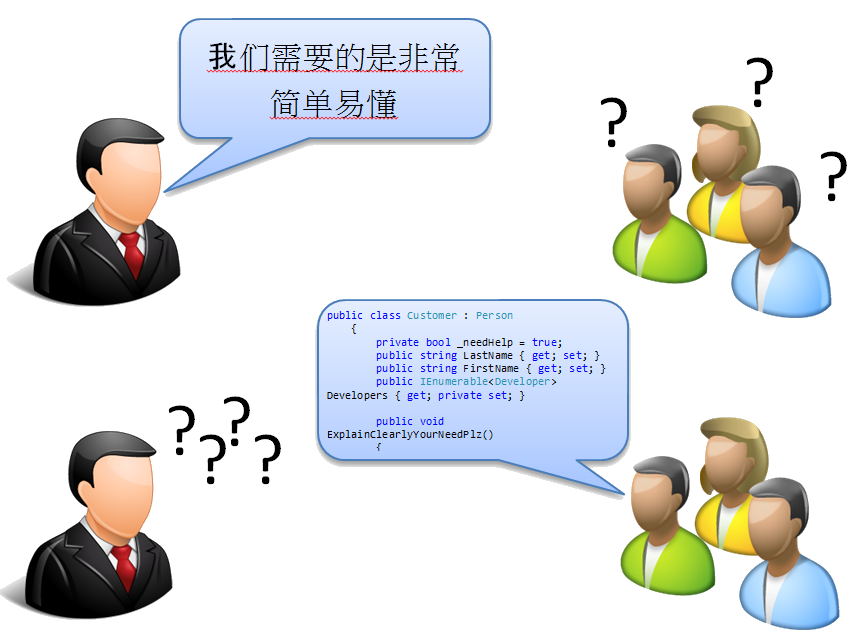 我们需要的是非常
简单易懂
?
?
?
public class Customer : Person
{
private bool _needHelp = true;
public string LastName { get; set; }
public string FirstName { get; set; }
public IEnumerable<Developer>
Developers { get; private set; }
public void
ExplainClearlyYourNeedPlz()
{
?
?
?
?